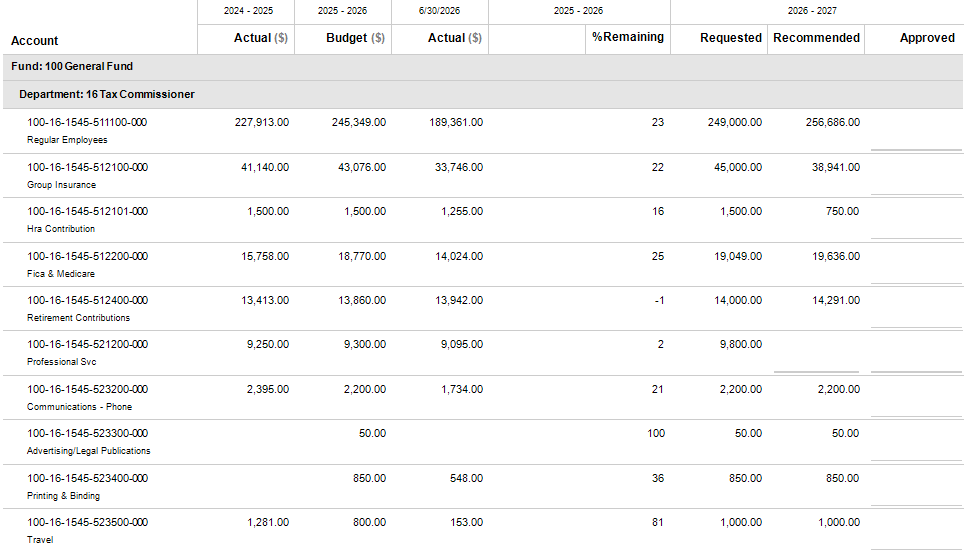 2024 - 2025 2025 - 2026 6/30/2026 2025 - 2026 2026 - 2027
Account Actual ($) Budget ($) Actual ($) %Remaining Requested Recommended Approved
Fund: 100 General Fund
Department: 16 Tax Commissioner
100-16-1545-511100-000 227,913.00 245,349.00 189,361.00 23 249,000.00 256,686.00
Regular Employees
100-16-1545-512100-000 41,140.00 43,076.00 33,746.00 22 45,000.00 38,941.00
Group Insurance
100-16-1545-512101-000 1,500.00 1,500.00 1,255.00 16 1,500.00 750.00
Hra Contribution
100-16-1545-512200-000 15,758.00 18,770.00 14,024.00 25 19,049.00 19,636.00
Fica & Medicare
100-16-1545-512400-000 13,413.00 13,860.00 13,942.00 -1 14,000.00 14,291.00
Retirement Contributions
100-16-1545-521200-000 9,250.00 9,300.00 9,095.00 2 9,800.00
Professional Svc
100-16-1545-523200-000 2,395.00 2,200.00 1,734.00 21 2,200.00 2,200.00
Communications - Phone
100-16-1545-523300-000 50.00 100 50.00 50.00
Advertising/Legal Publications
100-16-1545-523400-000 850.00 548.00 36 850.00 850.00
Printing & Binding
100-16-1545-523500-000 1,281.00 800.00 153.00 81 1,000.00 1,000.00
Travel